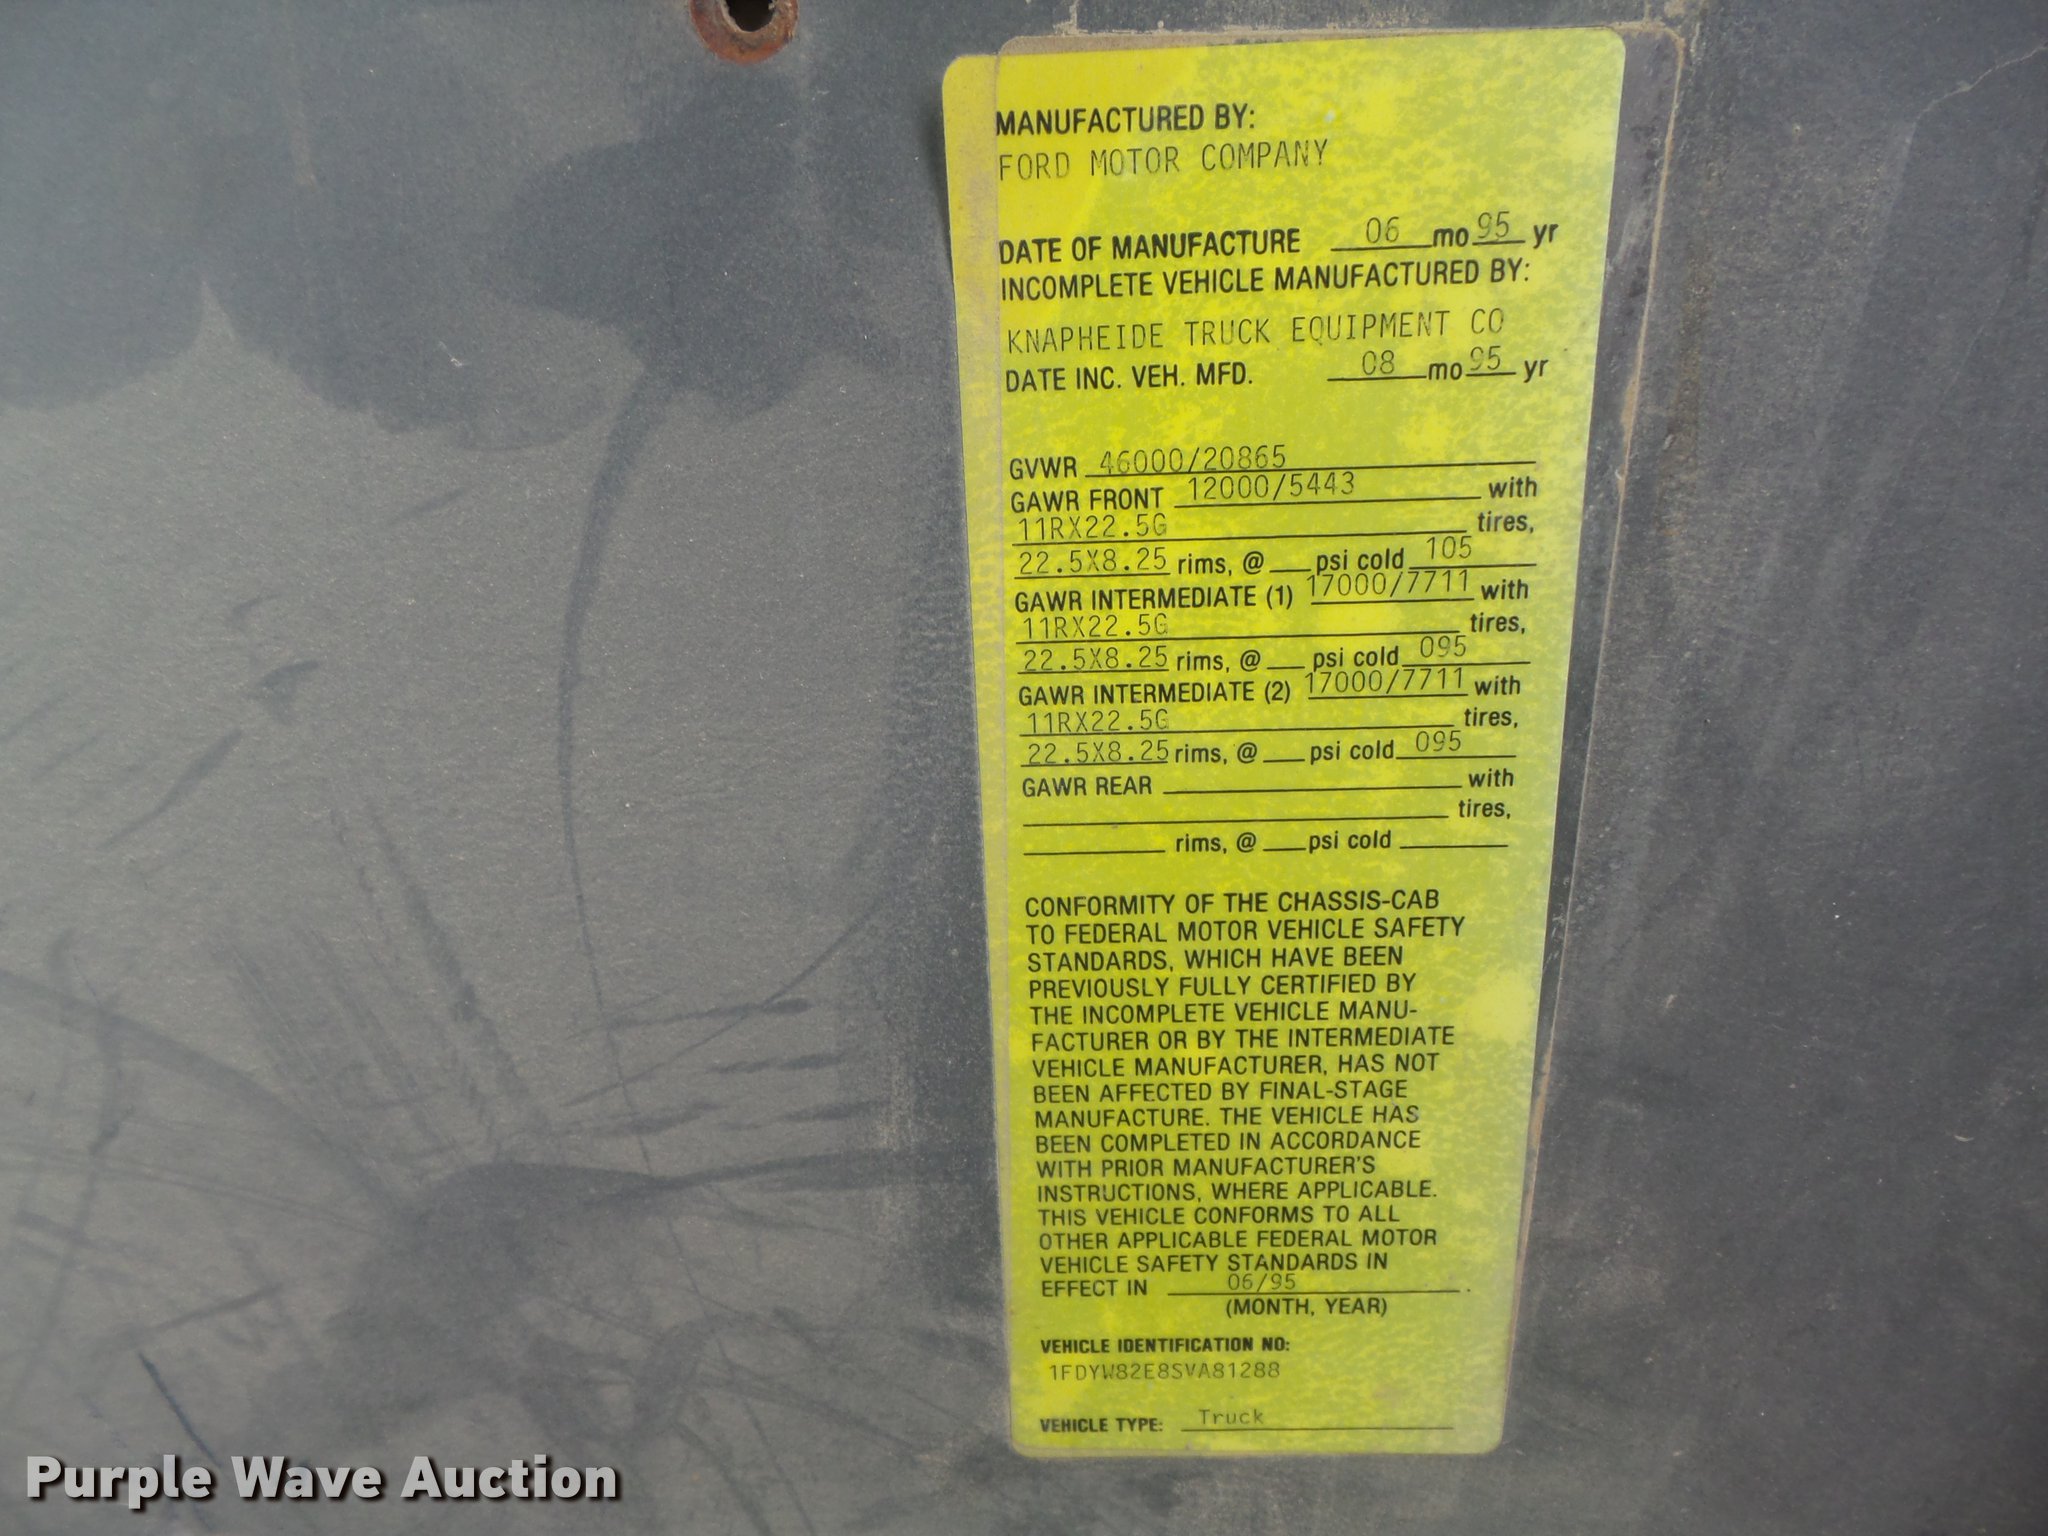 MANUFACTURED BY:
FORD MOTOR COMPANY
DATE OF MANUFACTURE 06 mo 95 yr
INCOMPLETE VEHICLE MANUFACTURED BY:
KNAPHEIDE TRUCK EQUIPMENT CO
DATE INC. VEH. MFD. 08 mo 95 yr
GVWR 46000/20865
GAWR FRONT 12000/5443 with
11RX22.5G tires,
22.5X8.25 rims, @ ___ psi cold 105
GAWR INTERMEDIATE (1) 17000/7711 with
11RX22.5G tires,
22.5X8.25 rims, @ ___ psi cold 095
GAWR INTERMEDIATE (2) 17000/7711 with
11RX22.5G tires,
22.5X8.25 rims, @ ___ psi cold 095
GAWR REAR ___ with
___ tires,
___ rims, @ ___ psi cold ___
CONFORMITY OF THE CHASSIS-CAB
TO FEDERAL MOTOR VEHICLE SAFETY
STANDARDS, WHICH HAVE BEEN
PREVIOUSLY FULLY CERTIFIED BY
THE INCOMPLETE VEHICLE MANU-
FACTURER OR BY THE INTERMEDIATE
VEHICLE MANUFACTURER, HAS NOT
BEEN AFFECTED BY FINAL-STAGE
MANUFACTURE. THE VEHICLE HAS
BEEN COMPLETED IN ACCORDANCE
WITH PRIOR MANUFACTURER'S
INSTRUCTIONS, WHERE APPLICABLE.
THIS VEHICLE CONFORMS TO ALL
OTHER APPLICABLE FEDERAL MOTOR
VEHICLE SAFETY STANDARDS IN
EFFECT IN 06/95 .
(MONTH, YEAR)
VEHICLE IDENTIFICATION NO:
1FDYW82E8SVA81288
VEHICLE TYPE: Truck
Purple Wave Auction